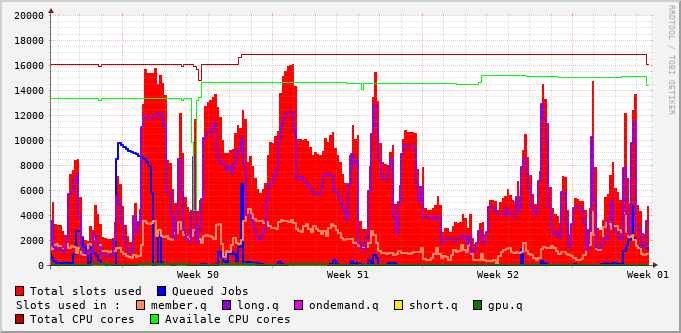 20000
18000
16000
14000
12000
10000
8000
6000
4000
2000
0
Week 50 Week 51 Week 52 Week 01
RRDTOOL / TOBI OETIKER
Total slots used Queued Jobs
Slots used in : member.q long.q ondemand.q short.q gpu.q
Total CPU cores Availale CPU cores